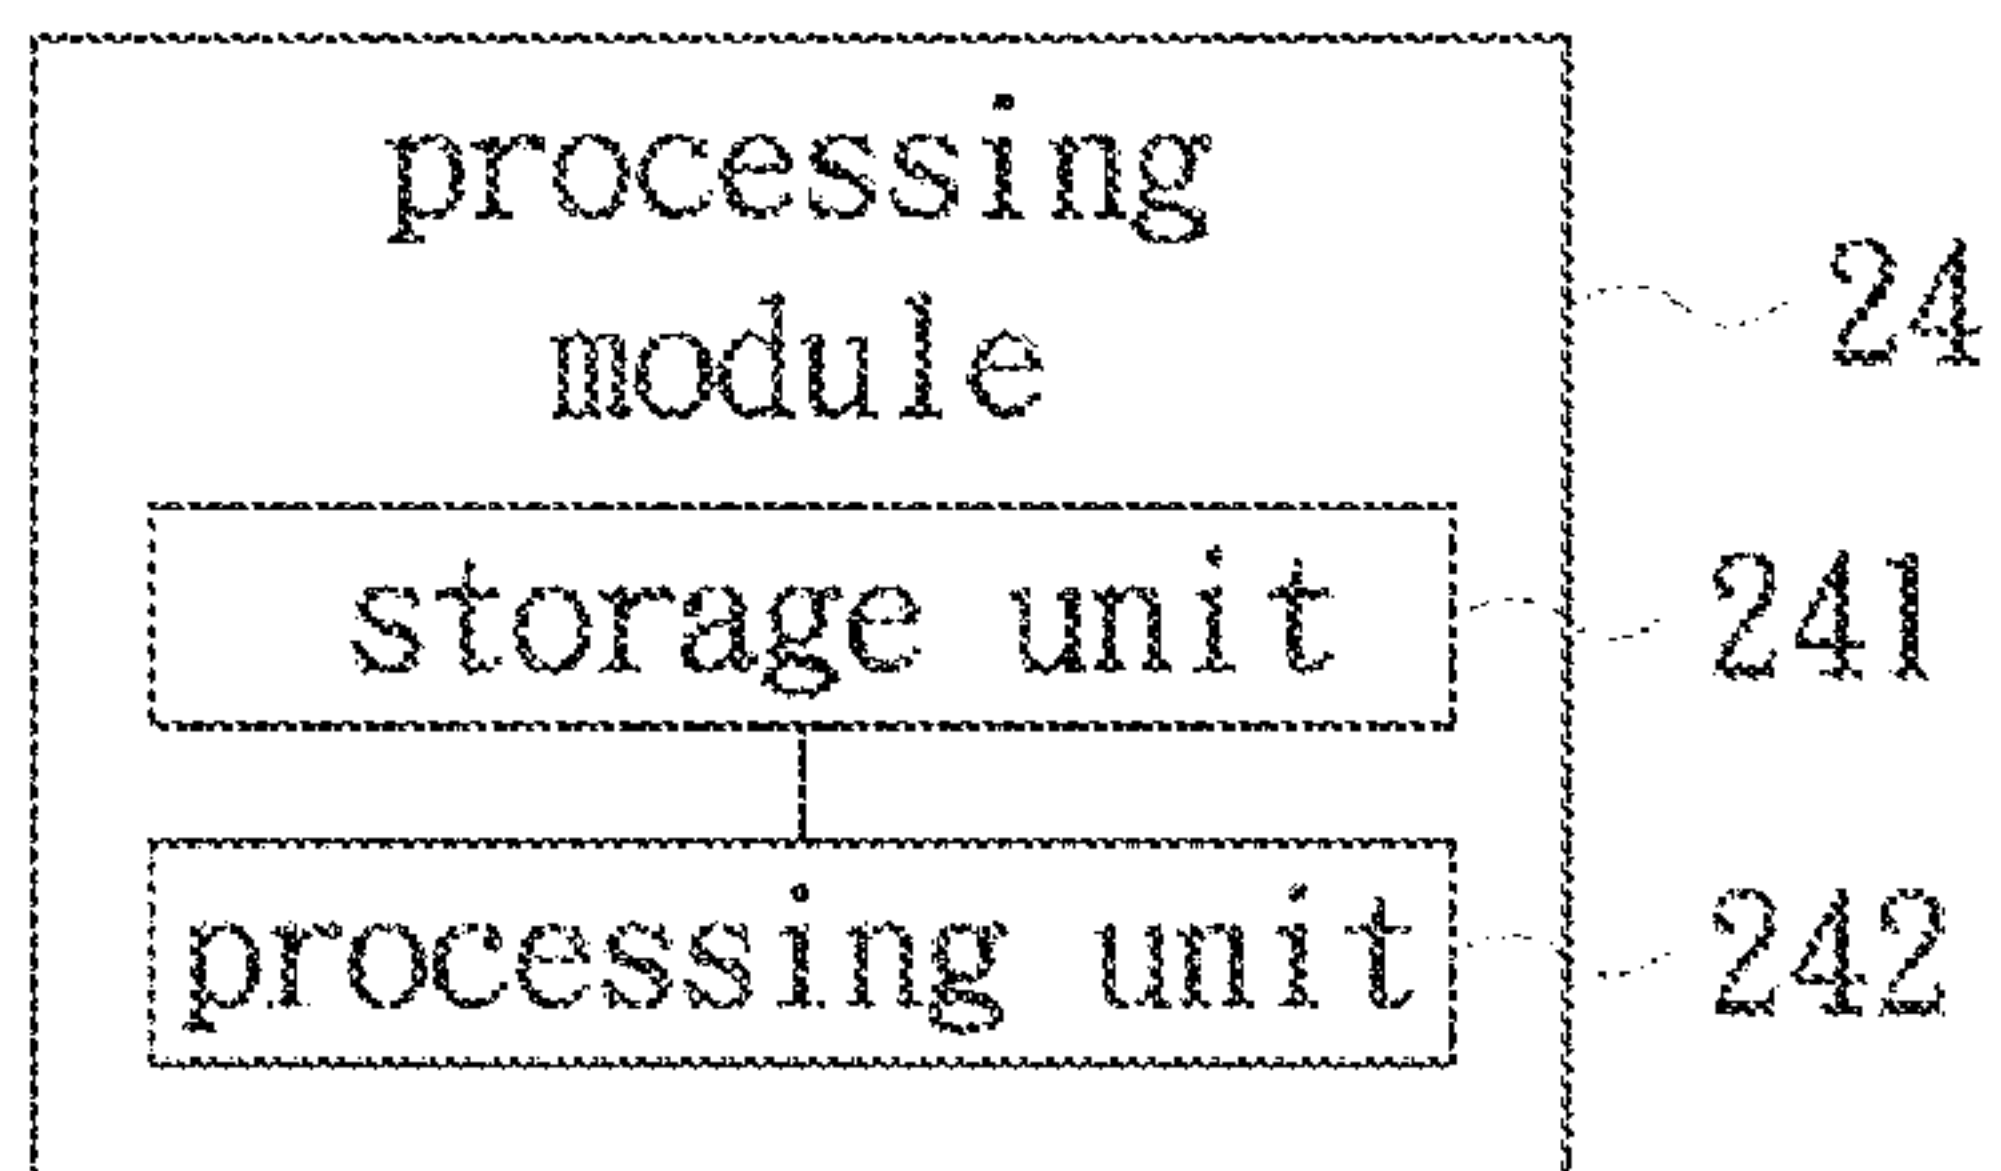 processing
module
24
storage unit
241
processing unit
242